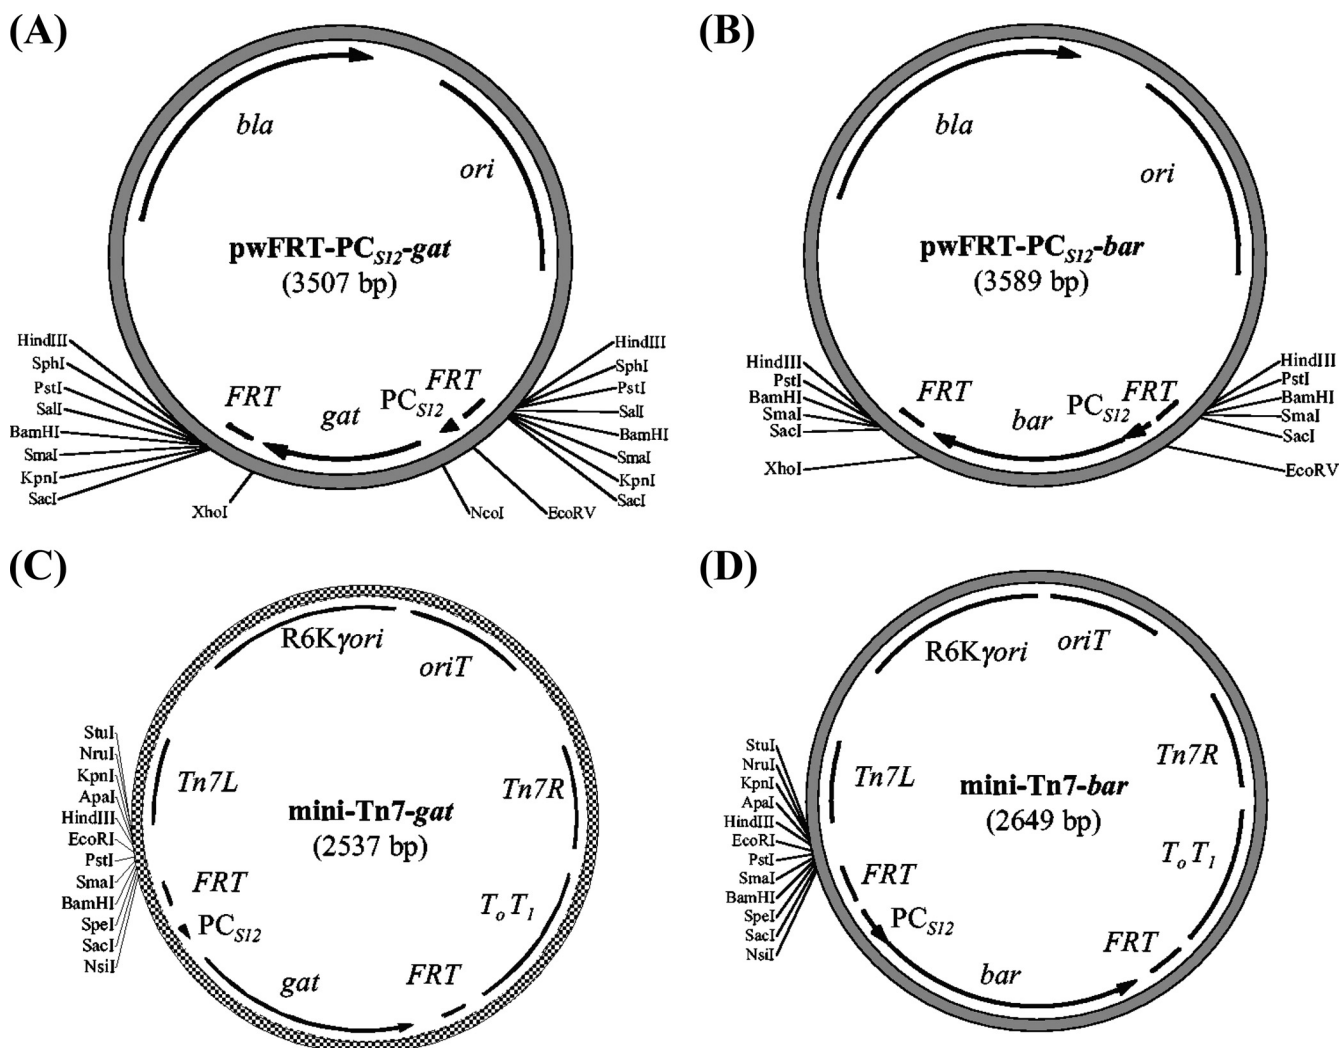 (A)
bla
ori
pwFRT-PCS12-gat
(3507 bp)
HindIII
SphI
PstI
SalI
BamHI
SmaI
KpnI
SacI
XhoI
FRT
gat
PCS12
FRT
NcoI
EcoRV
HindIII
SphI
PstI
SalI
BamHI
SmaI
KpnI
SacI
(B)
bla
ori
pwFRT-PCS12-bar
(3589 bp)
HindIII
PstI
BamHI
SmaI
SacI
XhoI
FRT
bar
PCS12
FRT
HindIII
PstI
BamHI
SmaI
SacI
EcoRV
(C)
R6Kγori
oriT
Tn7L
Tn7R
mini-Tn7-gat
(2537 bp)
StuI
NruI
KpnI
ApaI
HindIII
EcoRI
PstI
SmaI
BamHI
SpeI
SacI
NsiI
FRT
PCS12
gat
FRT
ToT1
(D)
R6Kγori
oriT
Tn7L
Tn7R
mini-Tn7-bar
(2649 bp)
StuI
NruI
KpnI
ApaI
HindIII
EcoRI
PstI
SmaI
BamHI
SpeI
SacI
NsiI
FRT
PCS12
bar
FRT
ToT1